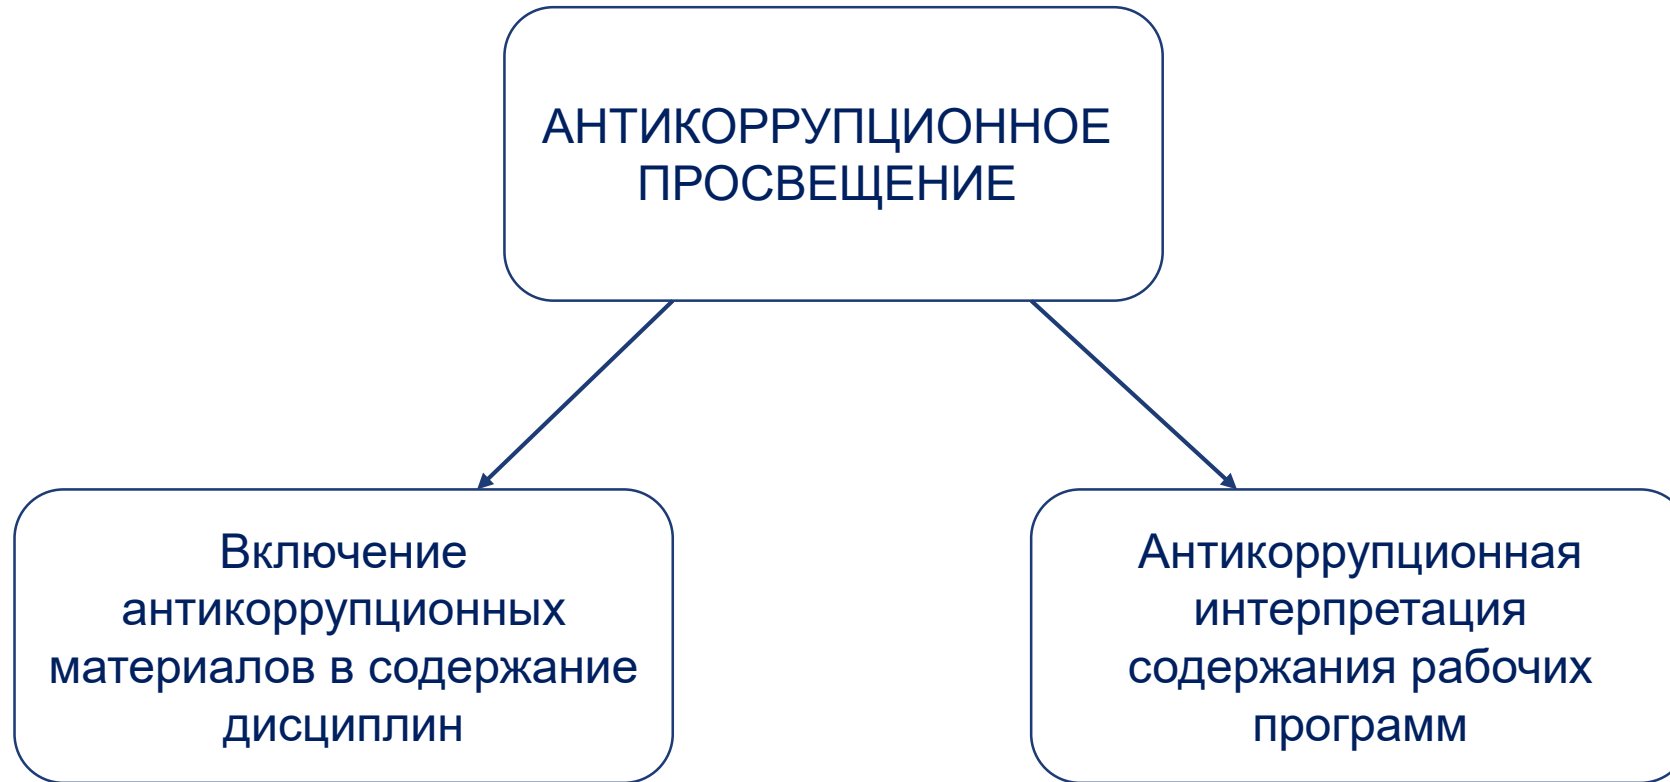 АНТИКОРРУПЦИОННОЕ
ПРОСВЕЩЕНИЕ
Включение
антикоррупционных
материалов в содержание
дисциплин
Антикоррупционная
интерпретация
содержания рабочих
программ